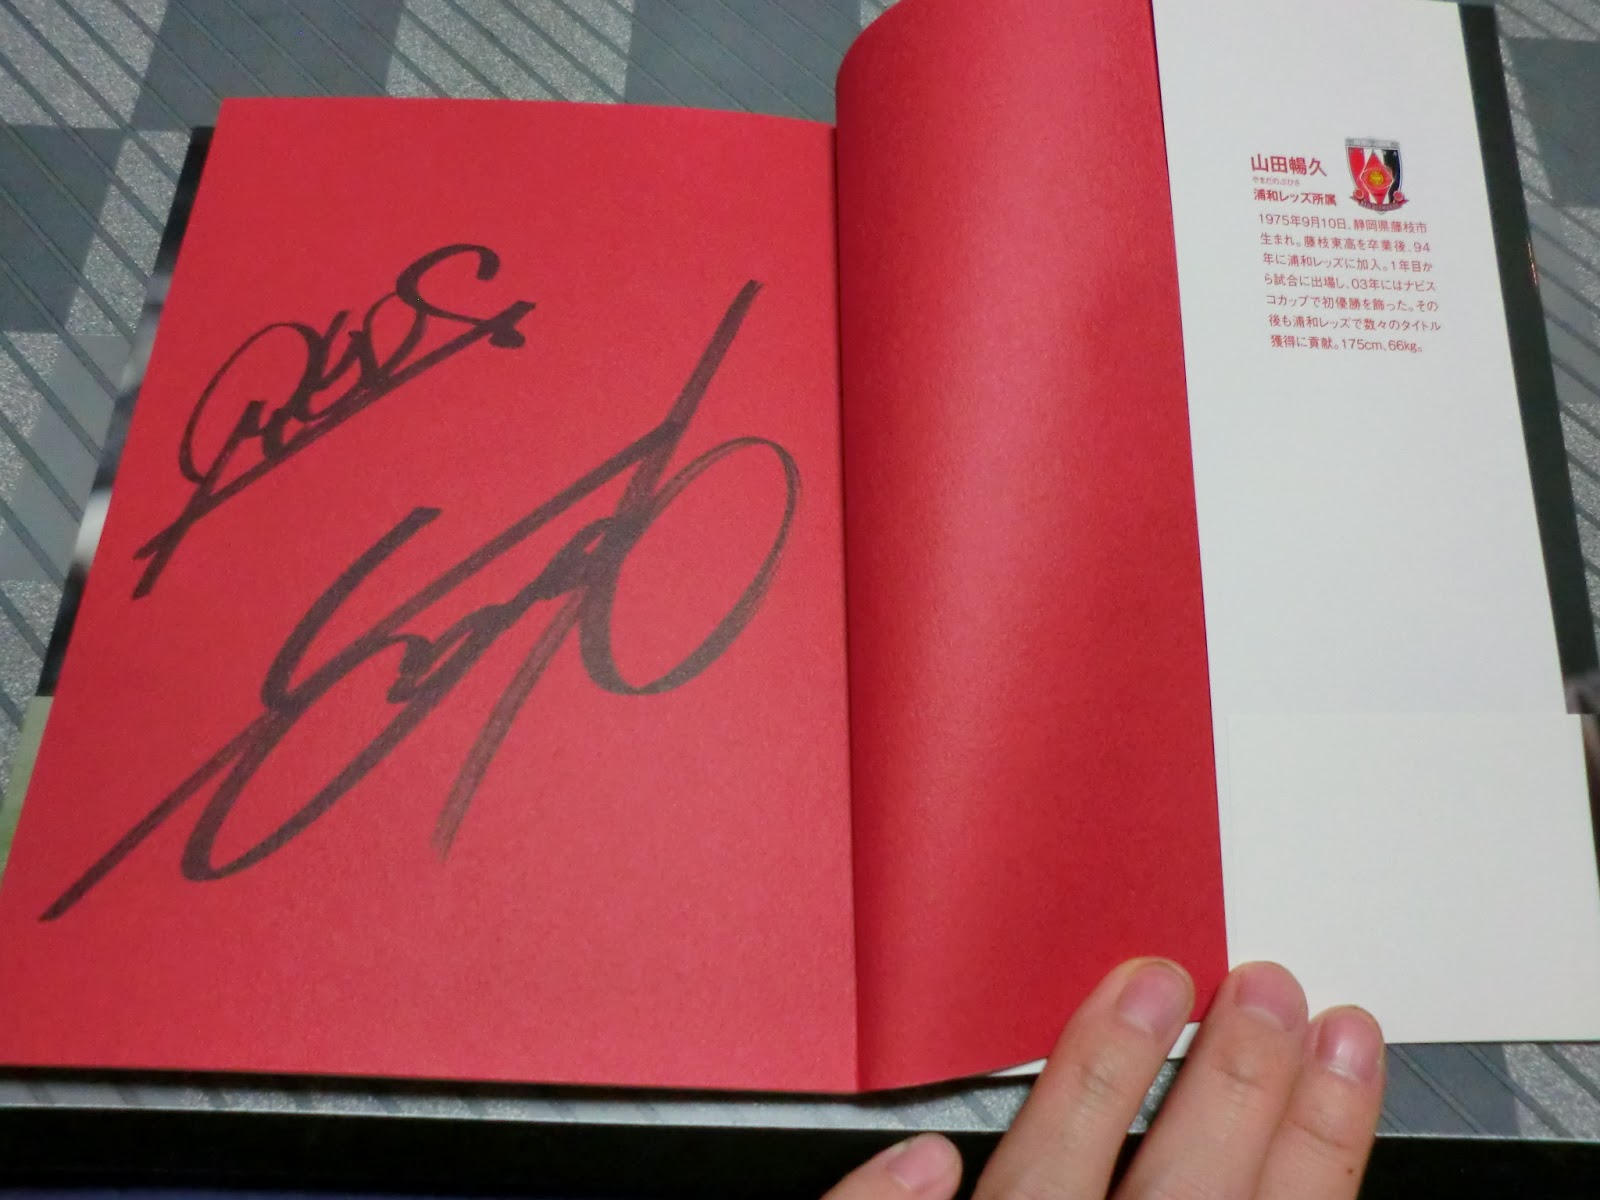 山田暢久
やまだのぶひさ
浦和レッズ所属
1975年9月10日、静岡県藤枝市
生まれ。藤枝東高を卒業後、94
年に浦和レッズに加入。1年目か
ら試合に出場し、03年にはナビス
コカップで初優勝を飾った。その
後も浦和レッズで数々のタイトル
獲得に貢献。175cm、66kg。